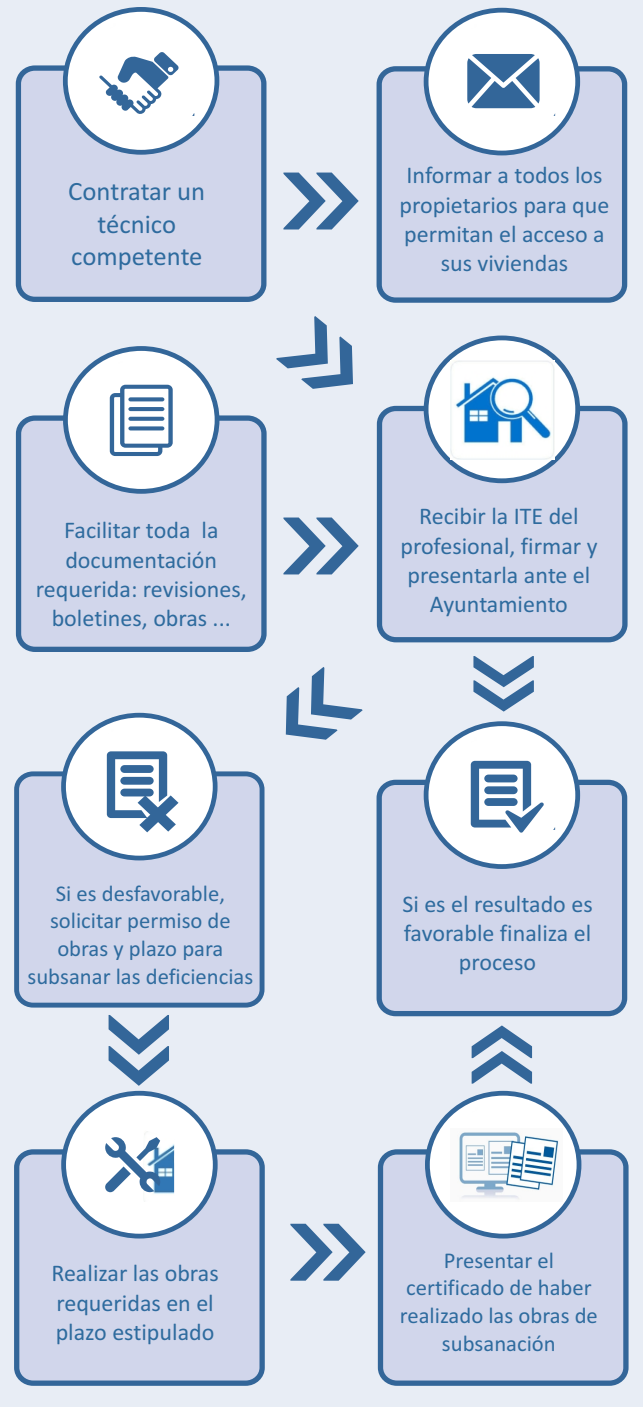 Contratar un
técnico
competente
Informar a todos los
propietarios para que
permitan el acceso a
sus viviendas
Facilitar toda  la
documentación
requerida: revisiones,
boletines, obras ...
Recibir la ITE del
profesional, firmar y
presentarla ante el
Ayuntamiento
Si es desfavorable,
solicitar permiso de
obras y plazo para
subsanar las deficiencias
Si es el resultado es
favorable finaliza el
proceso
Realizar las obras
requeridas en el
plazo estipulado
Presentar el
certificado de haber
realizado las obras de
subsanación